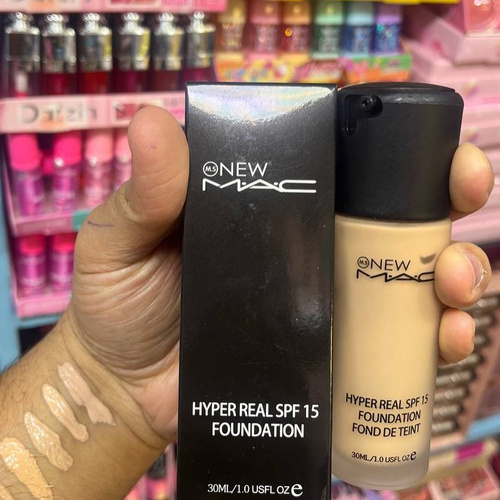 Dafein
M.S NEW
M·A·C
HYPER REAL SPF 15
FOUNDATION
30ML/1.0 USFL OZ e
M.S NEW
MAC
HYPER REAL SPF 15
FOUNDATION
FOND DE TEINT
30ML/1.0 USFL OZ e